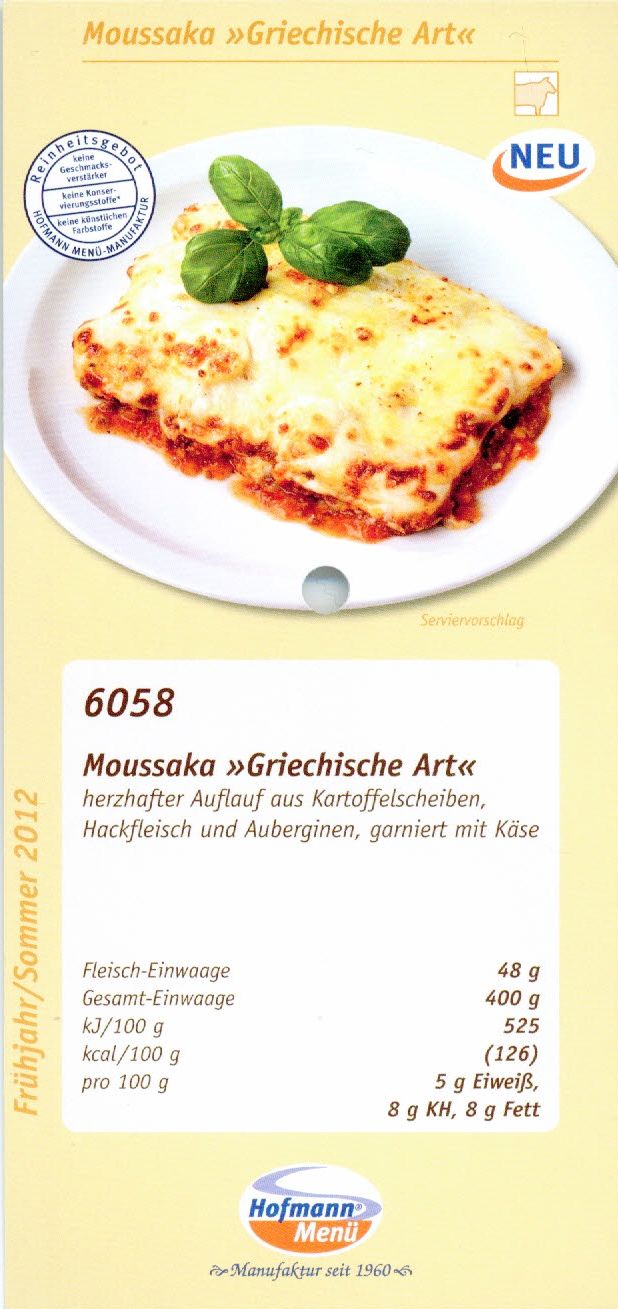 Moussaka »Griechische Art«
Reinheitsgebot
keine
Geschmacks-
verstärker
keine Konser-
vierungsstoffe*
keine künstlichen
Farbstoffe
HOFMANN MENÜ-MANUFAKTUR
NEU
Serviervorschlag
6058
Moussaka »Griechische Art«
herzhafter Auflauf aus Kartoffelscheiben,
Hackfleisch und Auberginen, garniert mit Käse
Fleisch-Einwaage 48 g
Gesamt-Einwaage 400 g
kJ/100 g 525
kcal/100 g (126)
pro 100 g 5 g Eiweiß,
8 g KH, 8 g Fett
Frühjahr/Sommer 2012
Hofmann®
Menü
Manufaktur seit 1960